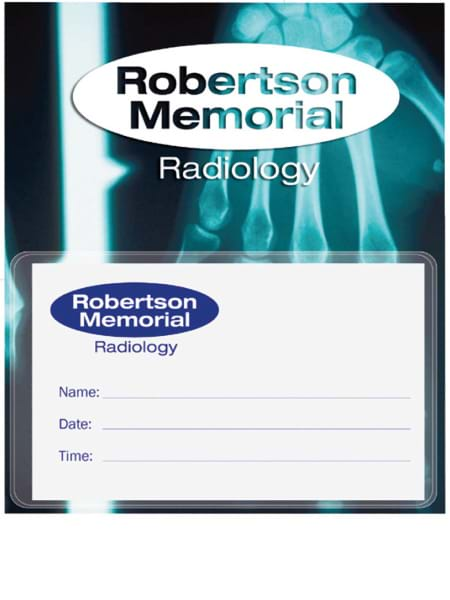 Robertson
Memorial
Radiology
Robertson
Memorial
Radiology
Name:
Date:
Time: